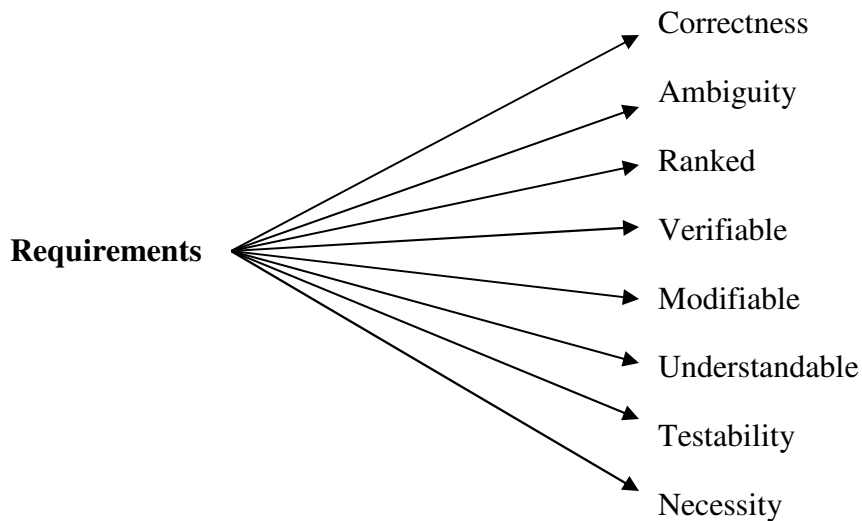 Correctness
Ambiguity
Ranked
Verifiable
Requirements
Modifiable
Understandable
Testability
Necessity